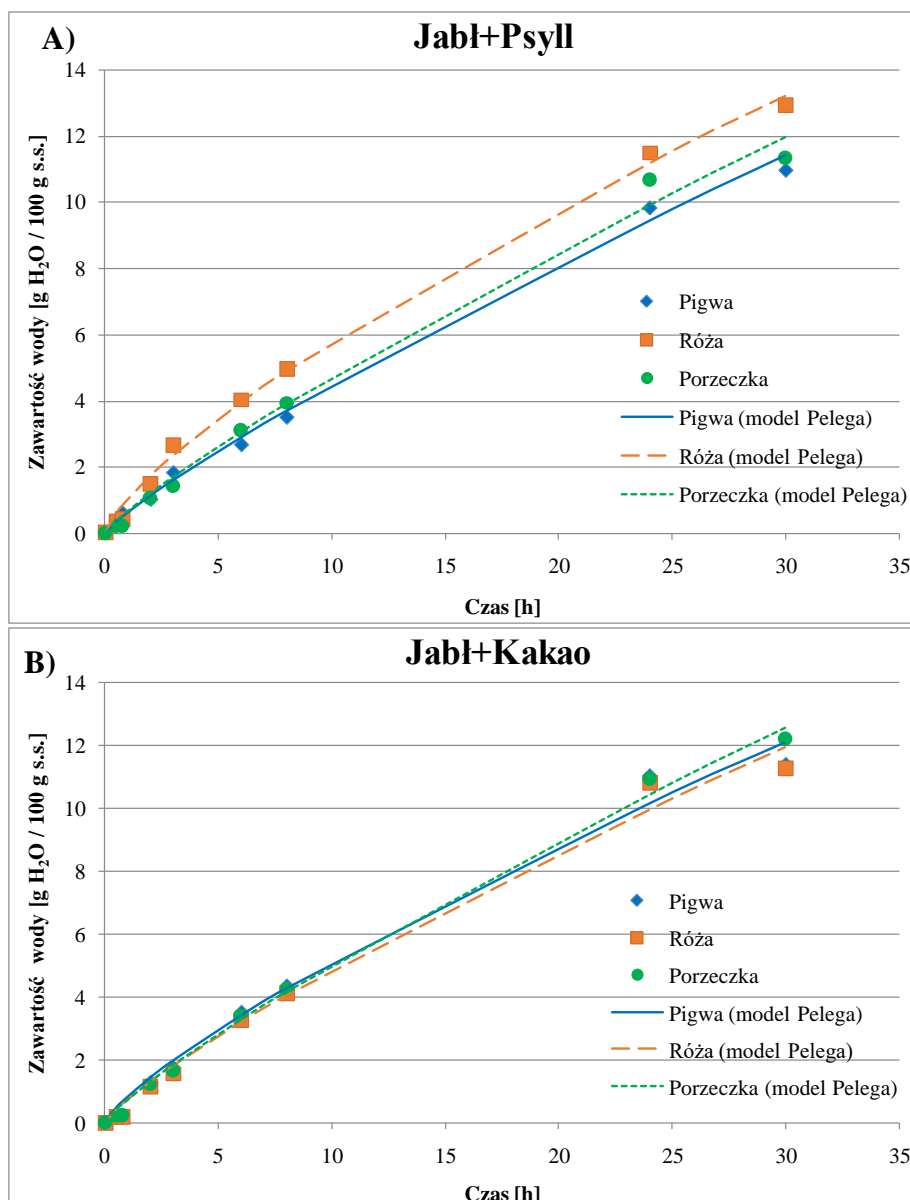 A)
Jabł+Psyll
Zawartość wody [g H₂O / 100 g s.s.]
14
12
10
8
6
4
2
0
Pigwa
Róża
Porzeczka
Pigwa (model Pelega)
Róża (model Pelega)
Porzeczka (model Pelega)
0 5 10 15 20 25 30 35
Czas [h]
B)
Jabł+Kakao
Zawartość wody [g H₂O / 100 g s.s.]
14
12
10
8
6
4
2
0
Pigwa
Róża
Porzeczka
Pigwa (model Pelega)
Róża (model Pelega)
Porzeczka (model Pelega)
0 5 10 15 20 25 30 35
Czas [h]